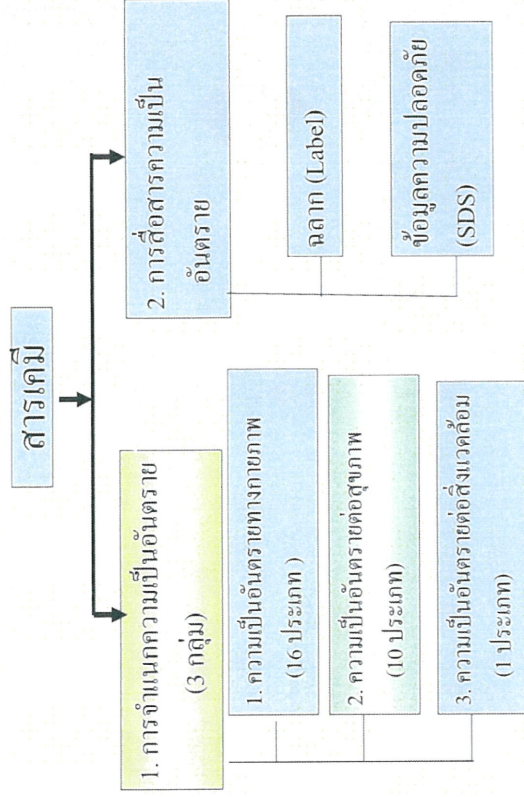 สารเคมี
1. การจำแนกความเป็นอันตราย
(3 กลุ่ม)
1. ความเป็นอันตรายทางกายภาพ
(16 ประเภท )
2. ความเป็นอันตรายต่อสุขภาพ
(10 ประเภท)
3. ความเป็นอันตรายต่อสิ่งแวดล้อม
(1 ประเภท)
2. การสื่อสารความเป็น
อันตราย
ฉลาก (Label)
ข้อมูลความปลอดภัย
(SDS)